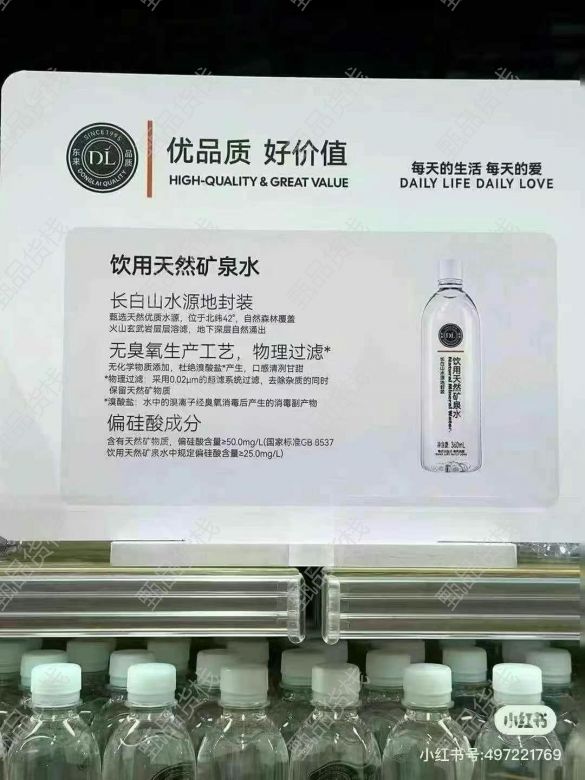 SINCE 1995
东来 DL 品质
DONGLAI QUALITY
优品质 好价值
HIGH-QUALITY & GREAT VALUE
每天的生活 每天的爱
DAILY LIFE DAILY LOVE
饮用天然矿泉水
长白山水源地封装
甄选天然优质水源，位于北纬42°，自然森林覆盖
火山玄武岩层层溶滤，地下深层自然涌出
无臭氧生产工艺，物理过滤*
无化学物质添加，杜绝溴酸盐*产生，口感清冽甘甜
*物理过滤：采用0.02μm的超滤系统过滤，去除杂质的同时
保留天然矿物质
*溴酸盐：水中的溴离子经臭氧消毒后产生的消毒副产物
偏硅酸成分
含有天然矿物质，偏硅酸含量≥50.0mg/L(国家标准GB 8537
饮用天然矿泉水中规定偏硅酸含量≥25.0mg/L)
DL
饮用天然矿泉水
Natural Mineral Water
长白山水源地封装
净含量：360mL
甄品货栈
小红书
小红书号:497221769